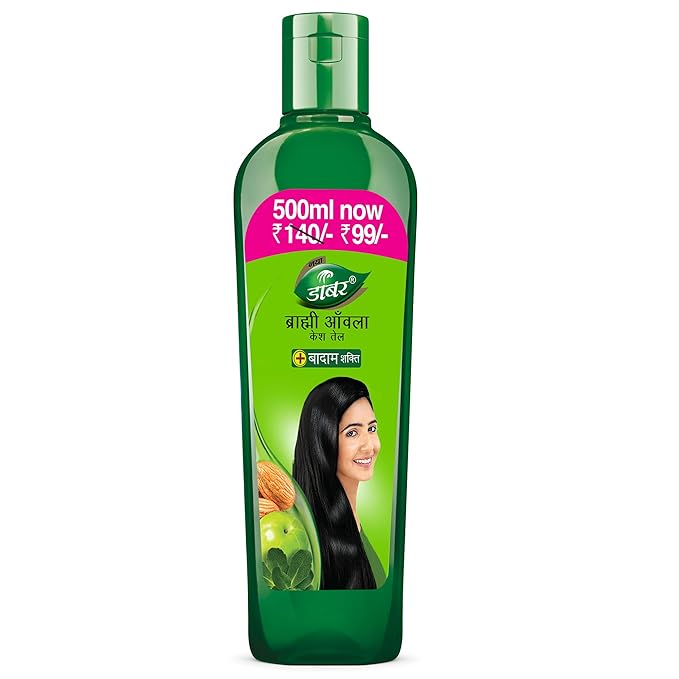 500ml now
₹140/- ₹99/-
नया
डाबर®
ब्राह्मी आँवला
केश तेल
+ बादाम शक्ति